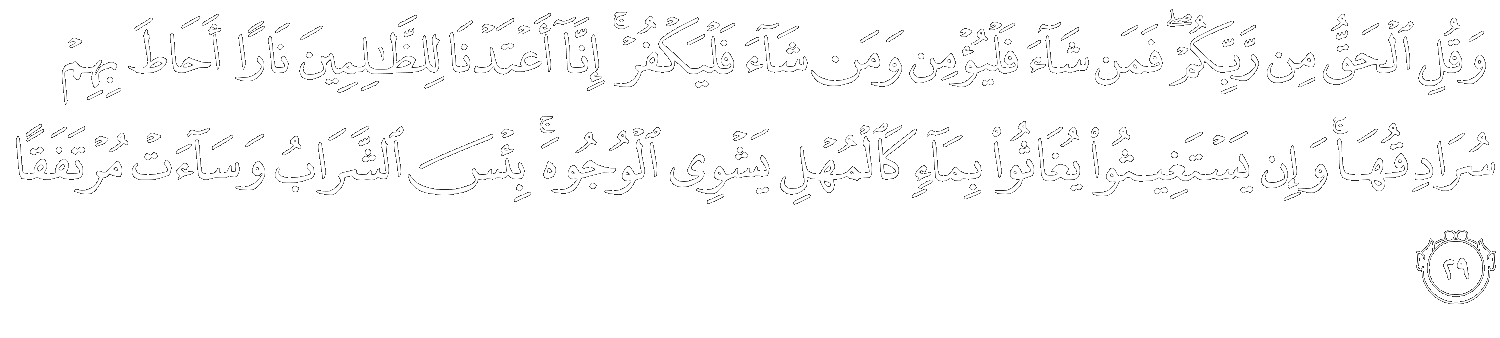 وَقُلِ ٱلْحَقُّ مِن رَّبِّكُمْ ۖ فَمَن شَآءَ فَلْيُؤْمِن وَمَن شَآءَ فَلْيَكْفُرْ ۚ إِنَّآ أَعْتَدْنَا لِلظَّـٰلِمِينَ نَارًا أَحَاطَ بِهِمْ
سُرَادِقُهَا ۚ وَإِن يَسْتَغِيثُوا۟ يُغَاثُوا۟ بِمَآءٍ كَٱلْمُهْلِ يَشْوِى ٱلْوُجُوهَ ۚ بِئْسَ ٱلشَّرَابُ وَسَآءَتْ مُرْتَفَقًا
٢٩